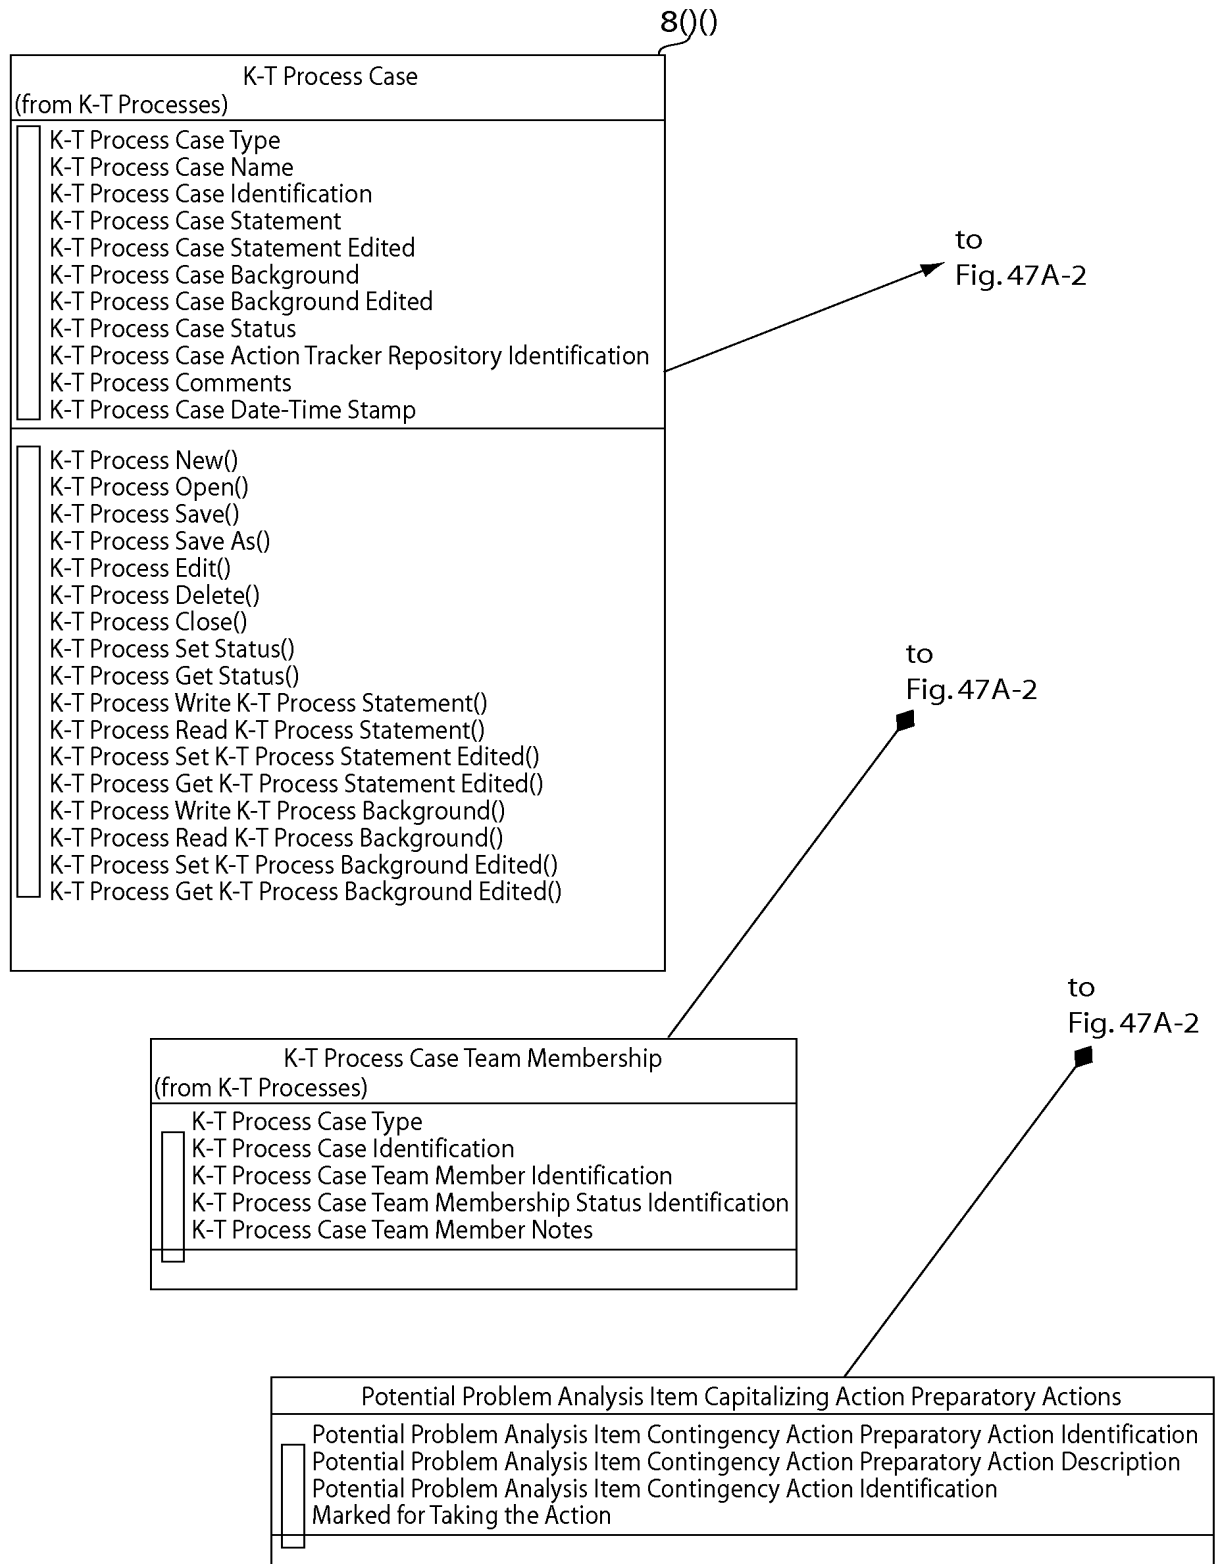 8()()
K-T Process Case
(from K-T Processes)
K-T Process Case Type
K-T Process Case Name
K-T Process Case Identification
K-T Process Case Statement
K-T Process Case Statement Edited
K-T Process Case Background
K-T Process Case Background Edited
K-T Process Case Status
K-T Process Case Action Tracker Repository Identification
K-T Process Comments
K-T Process Case Date-Time Stamp
to
Fig. 47A-2
K-T Process New()
K-T Process Open()
K-T Process Save()
K-T Process Save As()
K-T Process Edit()
K-T Process Delete()
K-T Process Close()
K-T Process Set Status()
K-T Process Get Status()
K-T Process Write K-T Process Statement()
K-T Process Read K-T Process Statement()
K-T Process Set K-T Process Statement Edited()
K-T Process Get K-T Process Statement Edited()
K-T Process Write K-T Process Background()
K-T Process Read K-T Process Background()
K-T Process Set K-T Process Background Edited()
K-T Process Get K-T Process Background Edited()
to
Fig. 47A-2
K-T Process Case Team Membership
(from K-T Processes)
K-T Process Case Type
K-T Process Case Identification
K-T Process Case Team Member Identification
K-T Process Case Team Membership Status Identification
K-T Process Case Team Member Notes
to
Fig. 47A-2
Potential Problem Analysis Item Capitalizing Action Preparatory Actions
Potential Problem Analysis Item Contingency Action Preparatory Action Identification
Potential Problem Analysis Item Contingency Action Preparatory Action Description
Potential Problem Analysis Item Contingency Action Identification
Marked for Taking the Action